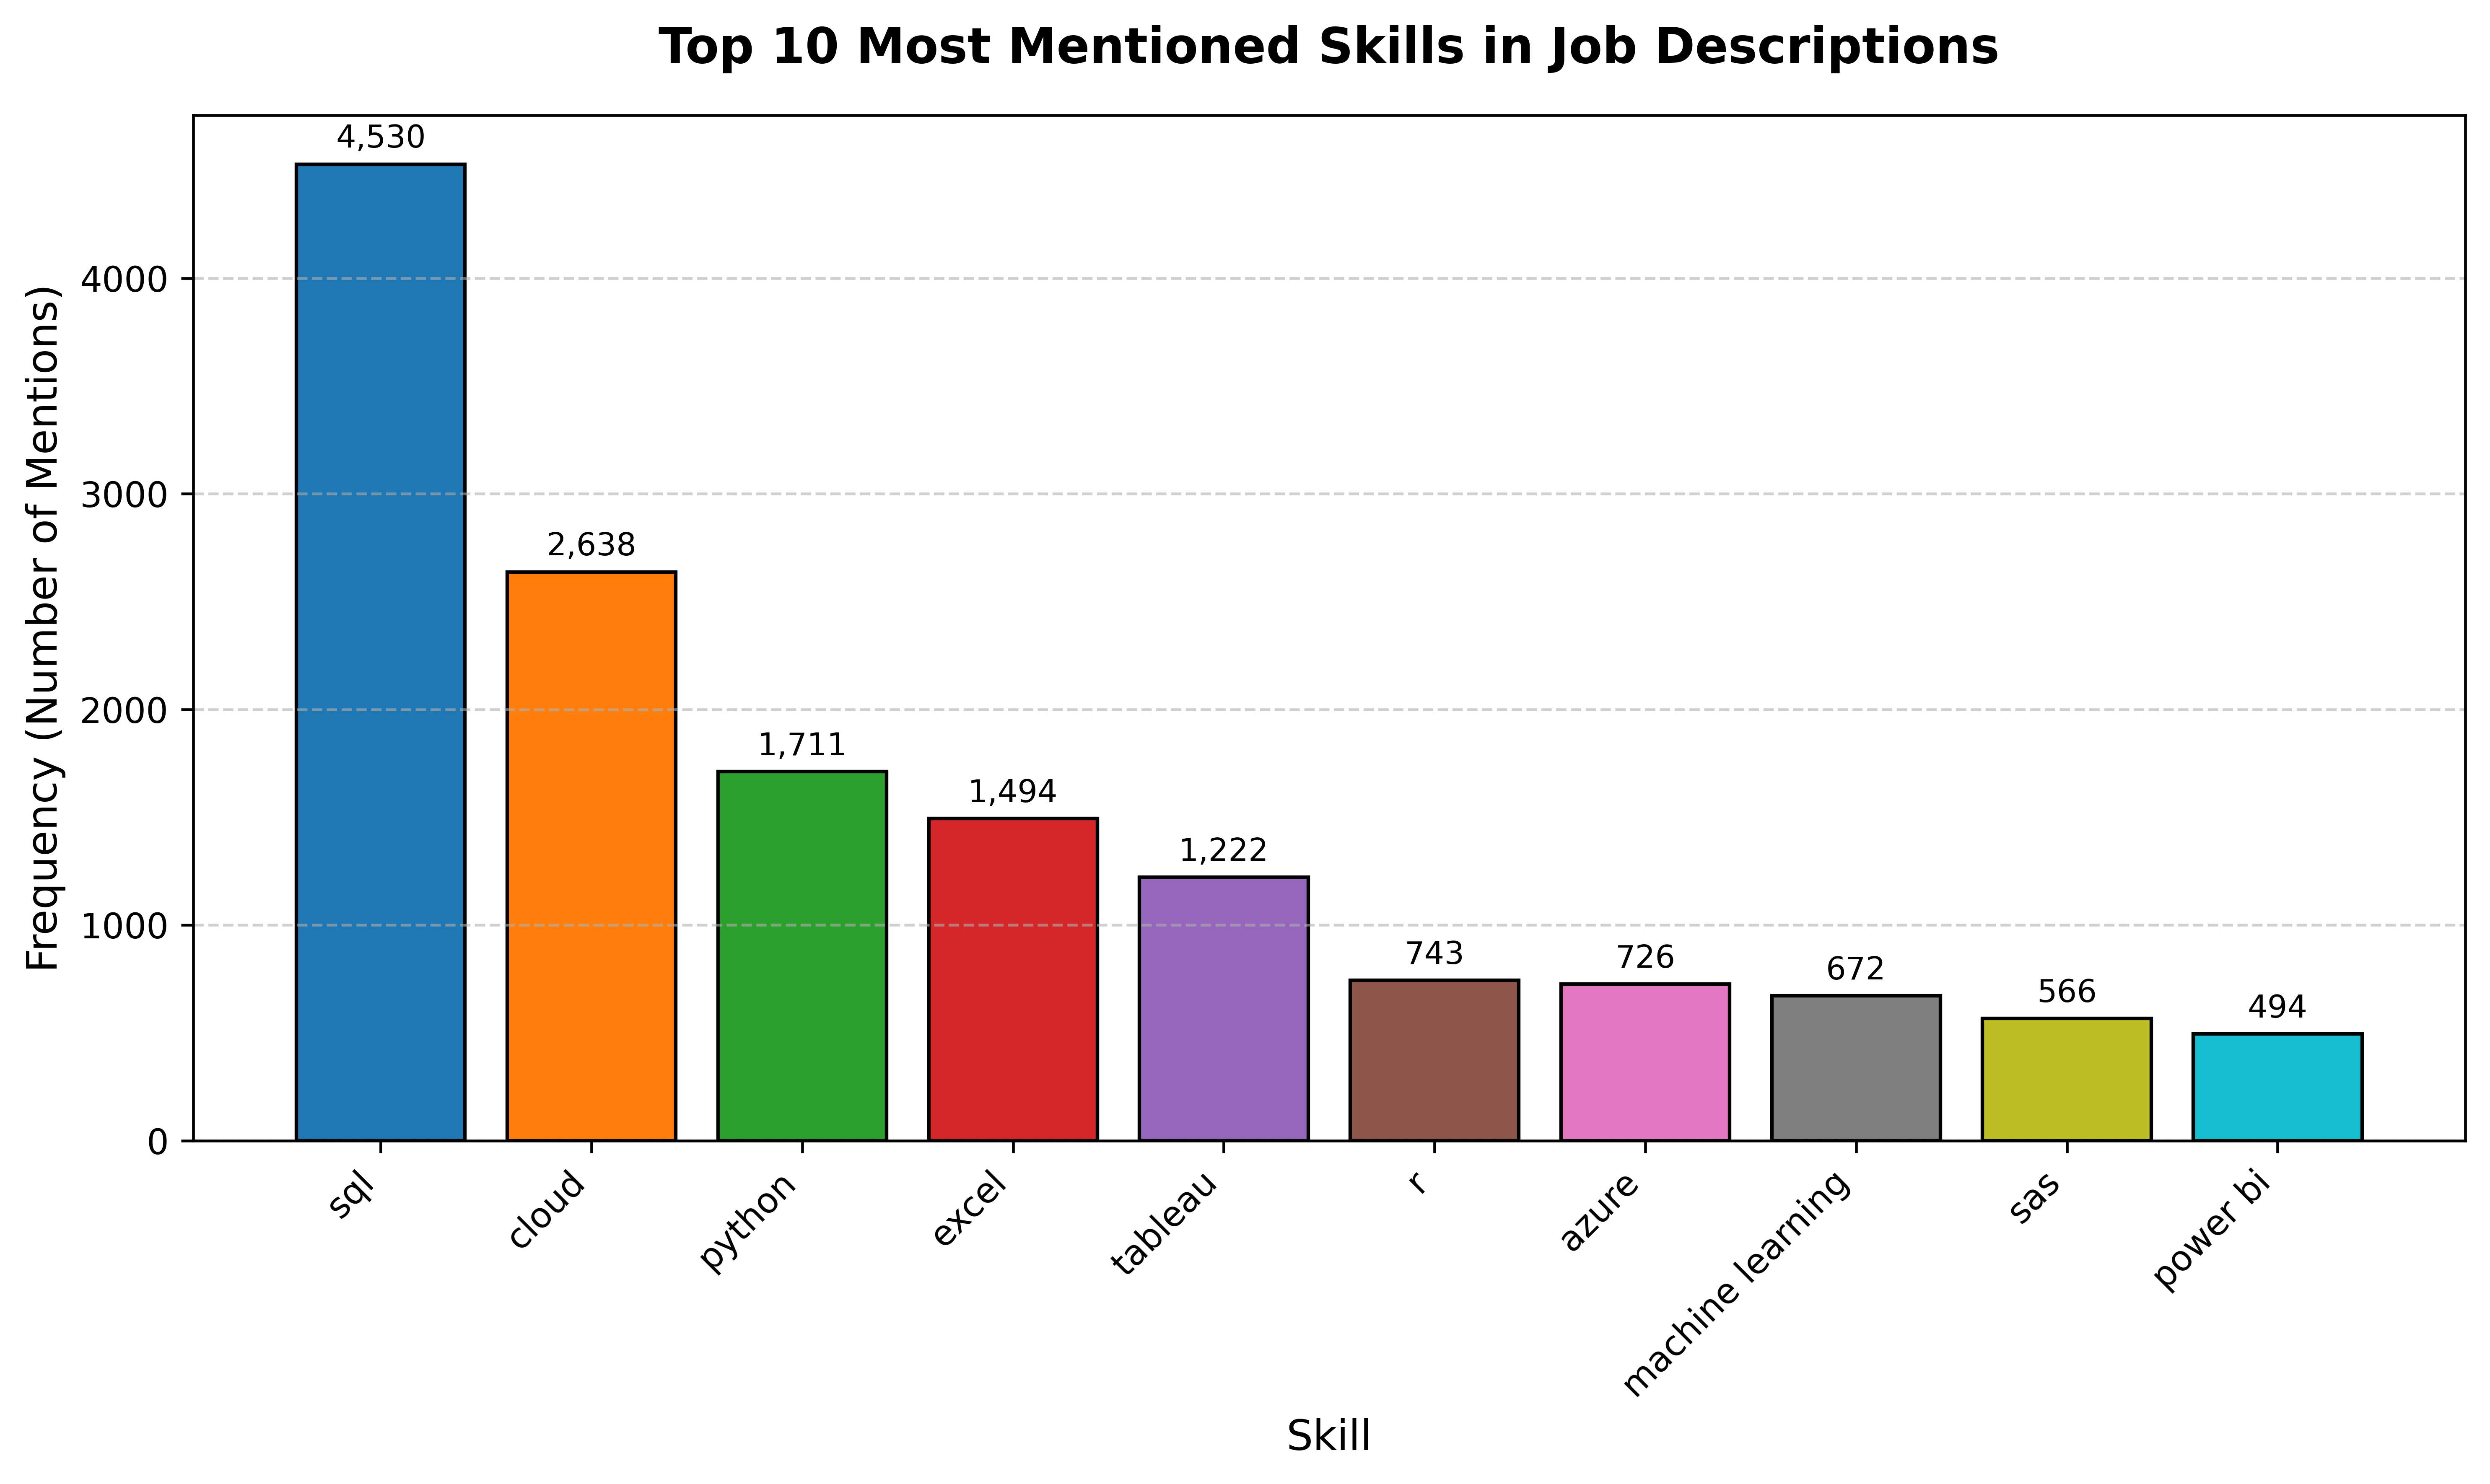 Top 10 Most Mentioned Skills in Job Descriptions
Frequency (Number of Mentions)
4000
3000
2000
1000
0
4,530
2,638
1,711
1,494
1,222
743
726
672
566
494
sql
cloud
python
excel
tableau
r
azure
machine learning
sas
power bi
Skill